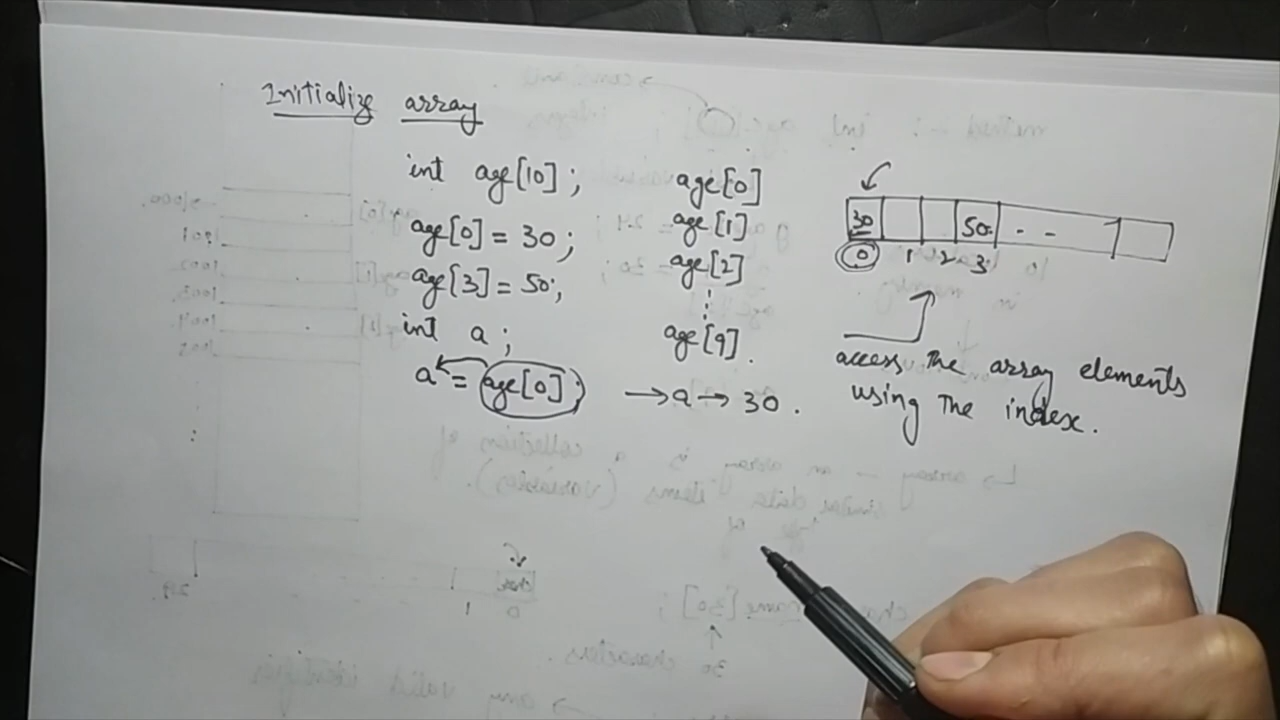 Initialize array
int age[10];
age[0] = 30;
age[3] = 50;
int a;
a = age[0];
→ a → 30.
age[0]
age[1]
age[2]
age[9].
30 50 - -
0 1 2 3
access the array elements
using the index.